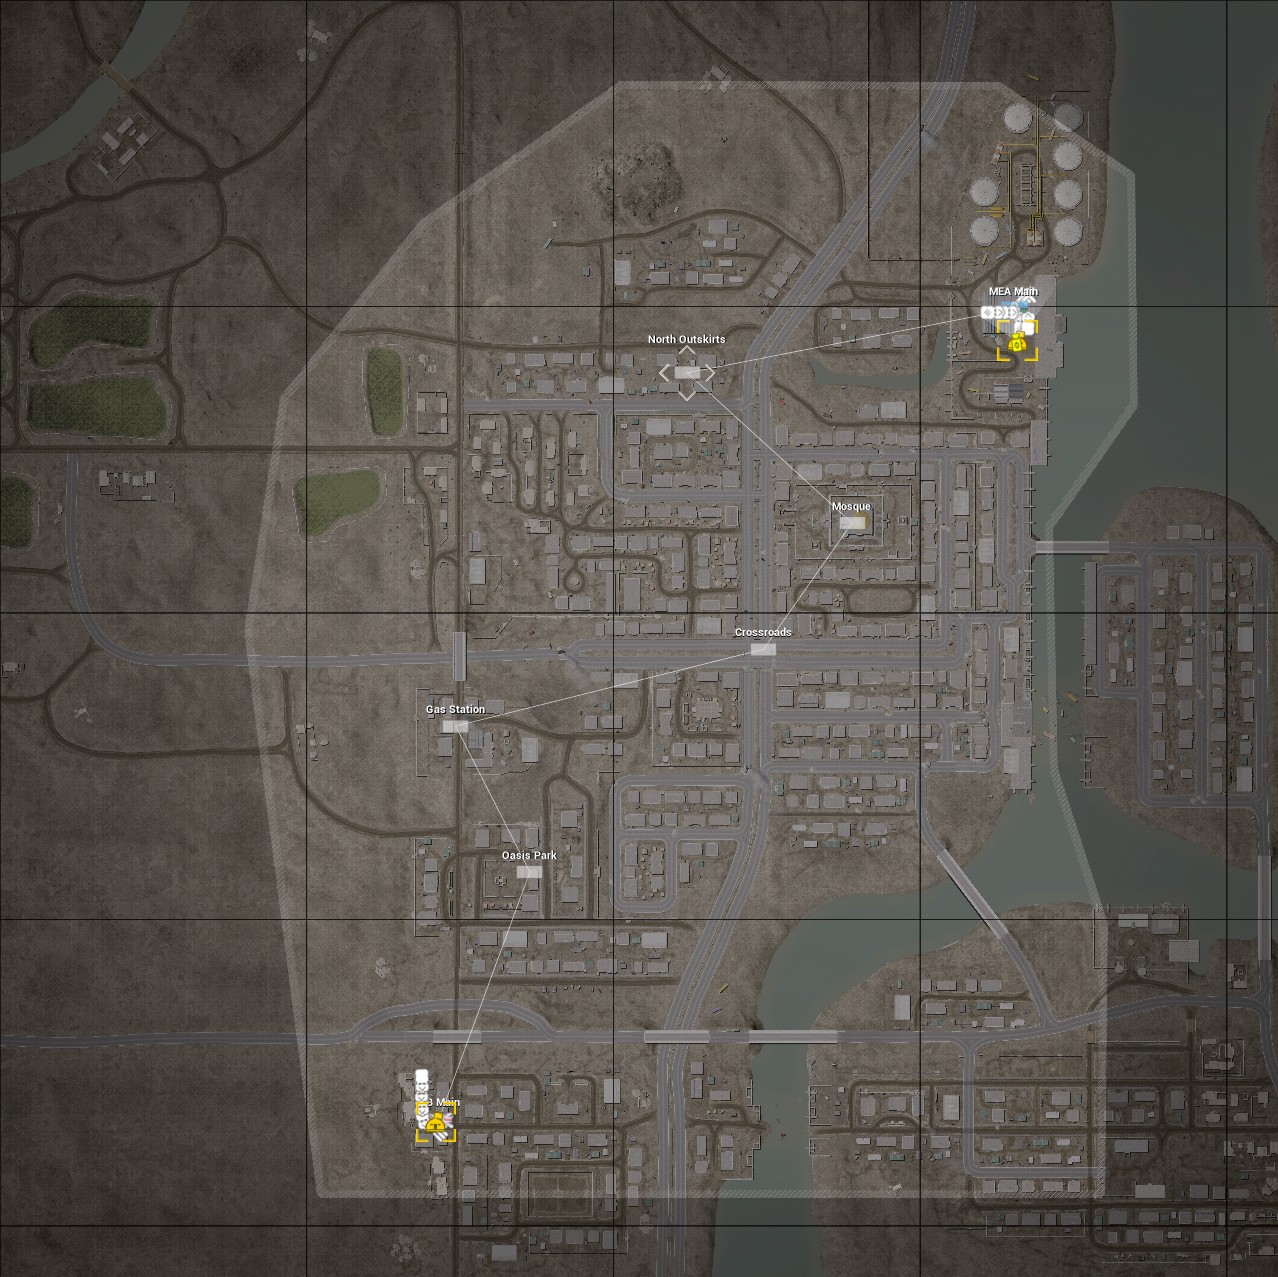 MEA Main
North Outskirts
Mosque
Crossroads
Gas Station
Oasis Park
Main